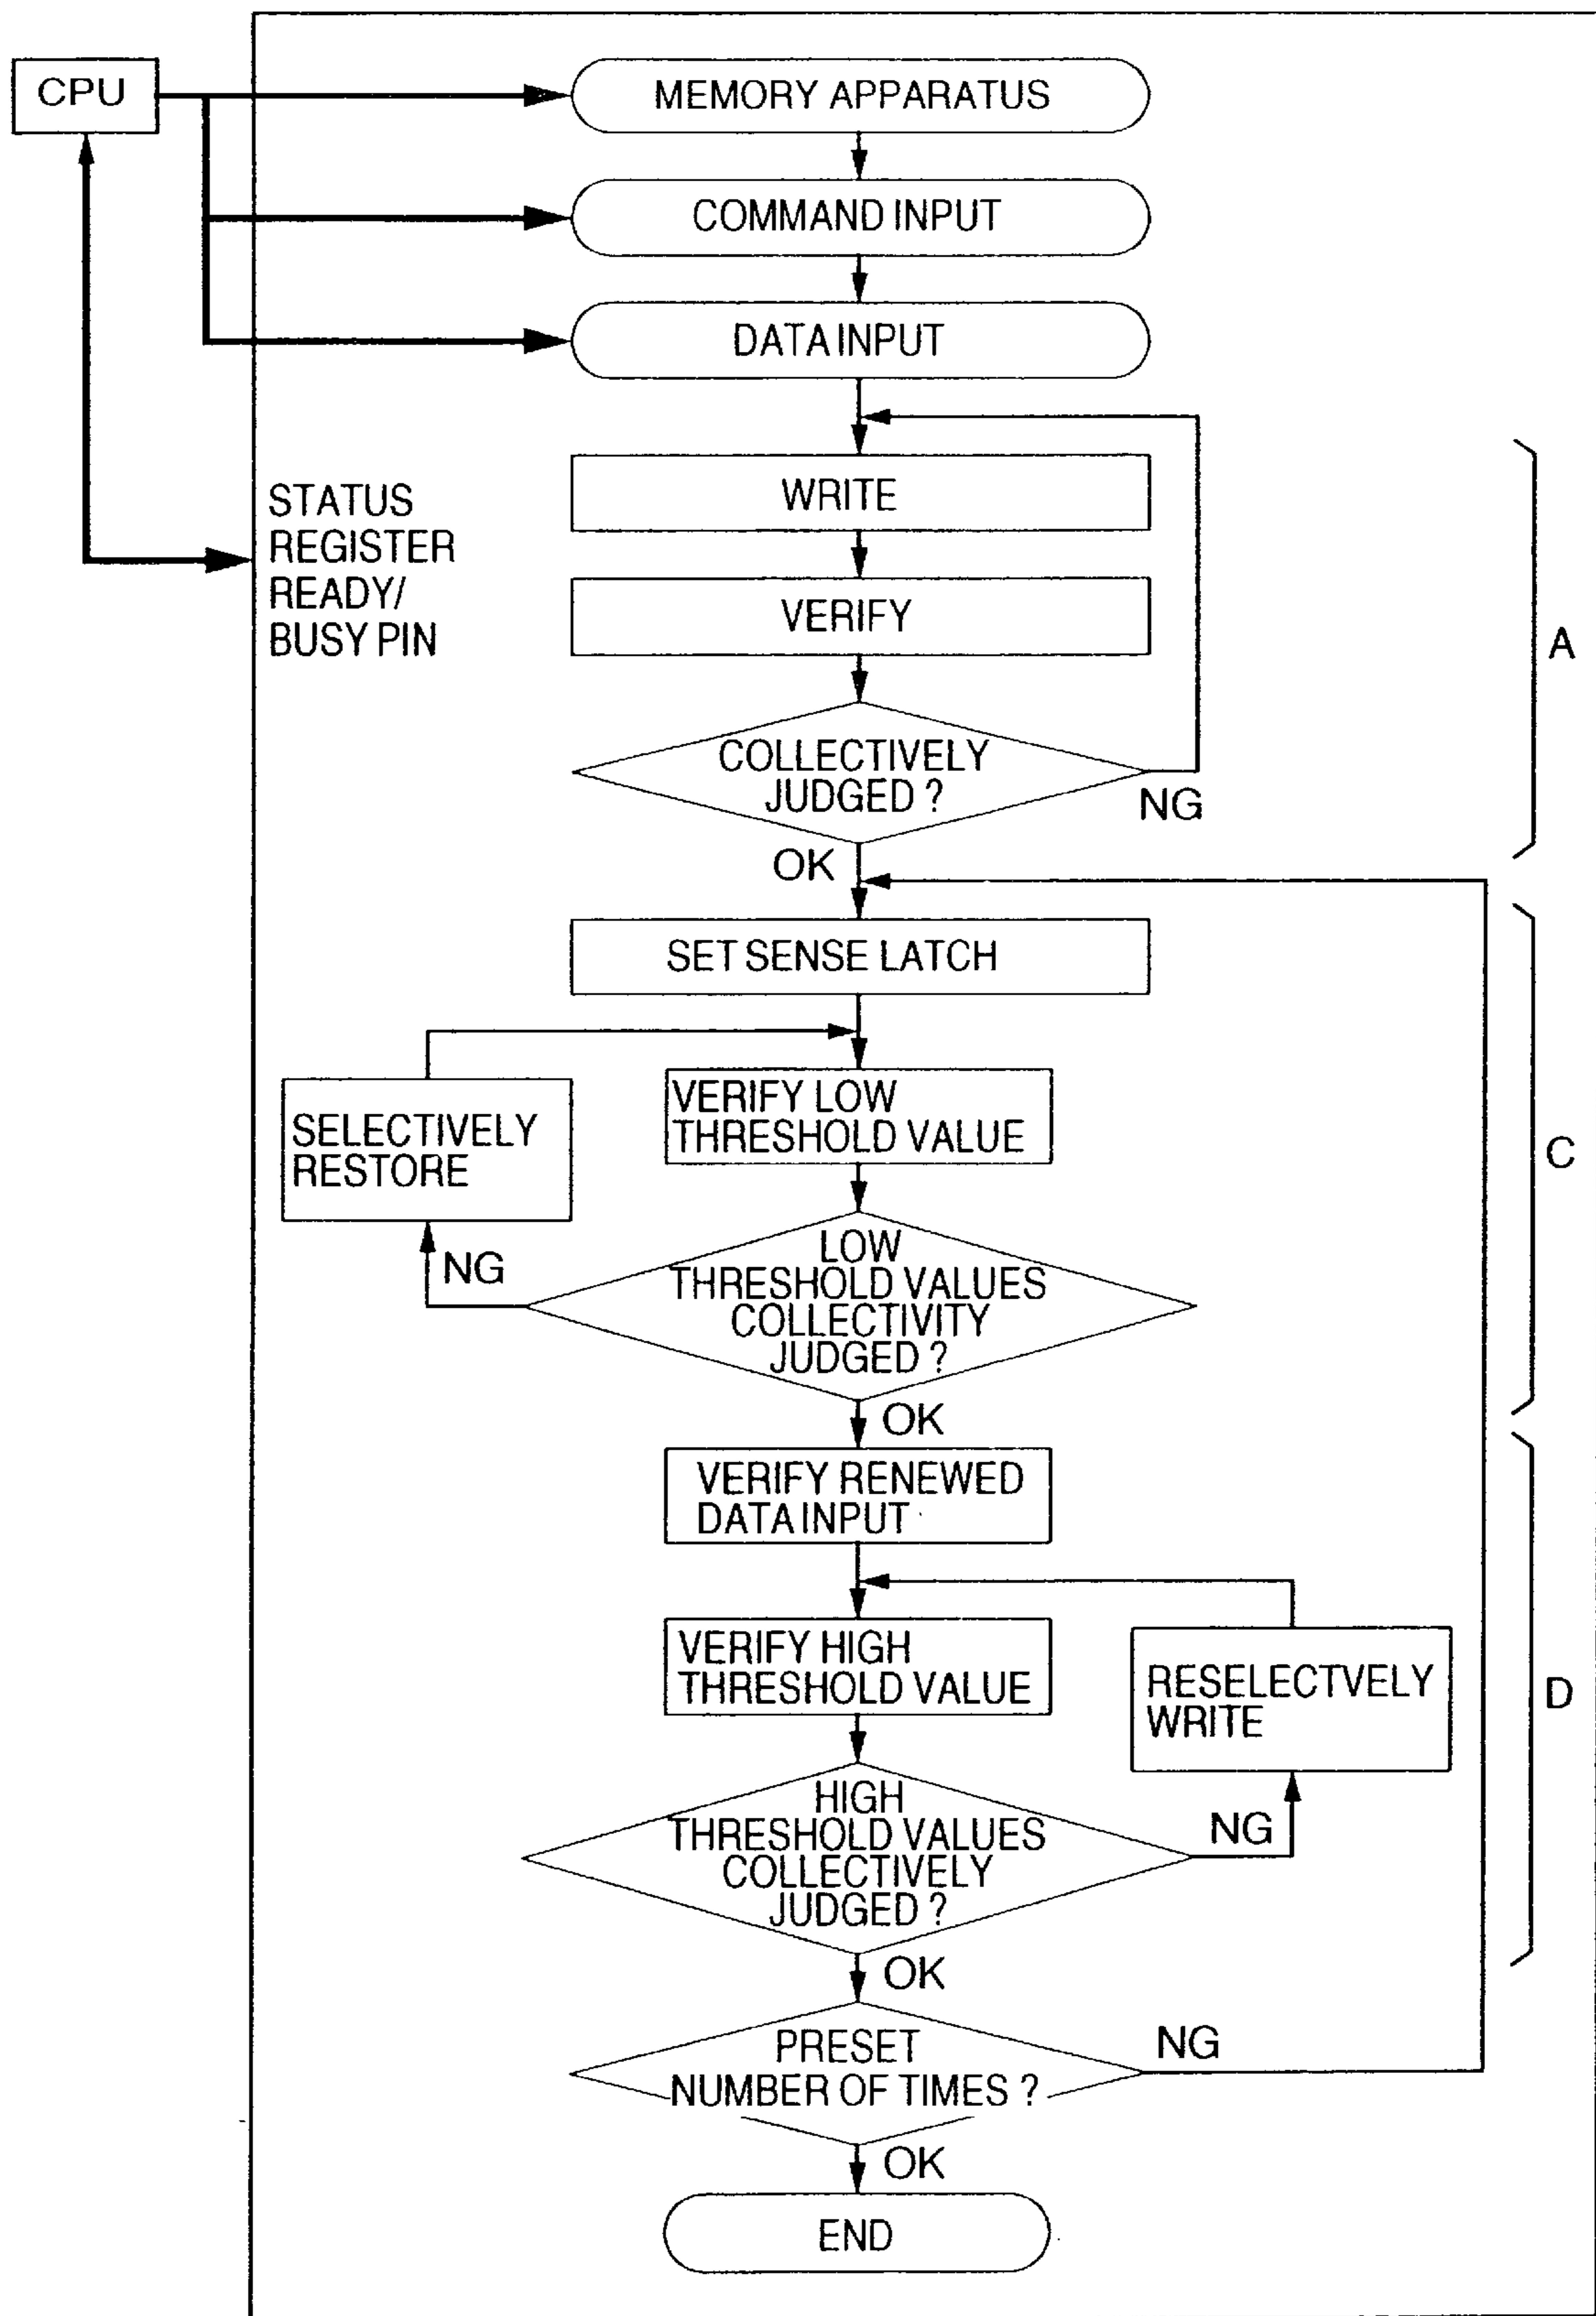 CPU
MEMORY APPARATUS
COMMAND INPUT
DATA INPUT
STATUS
REGISTER
READY/
BUSY PIN
WRITE
VERIFY
A
COLLECTIVELY
JUDGED ?
NG
OK
SET SENSE LATCH
VERIFY LOW
THRESHOLD VALUE
SELECTIVELY
RESTORE
C
NG
LOW
THRESHOLD VALUES
COLLECTIVITY
JUDGED ?
OK
VERIFY RENEWED
DATA INPUT
VERIFY HIGH
THRESHOLD VALUE
RESELECTVELY
WRITE
D
HIGH
THRESHOLD VALUES
COLLECTIVELY
JUDGED ?
NG
OK
PRESET
NUMBER OF TIMES ?
NG
OK
END